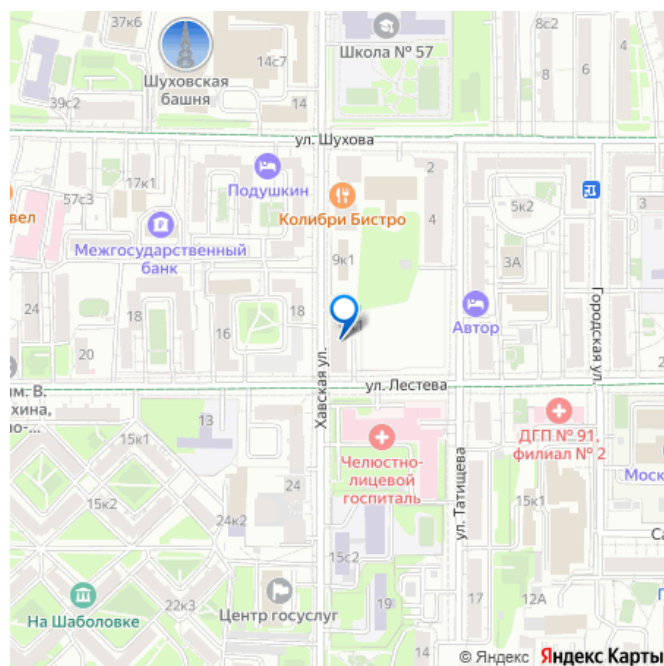 37к6
8с2
14с7
Школа № 57
Шуховская
башня
39с2
14
8
6
ул. Шухова
17к1
Подушкин
2
57с3
Колибри Бистро
5к2
3
4
Межгосударственный
банк
9к1
3А
24
18
16
18
Автор
Городская ул.
20
Хавская ул.
ул. Лестева
13
15к1
ДГП № 91,
филиал № 2
Челюстно-
лицевой
госпиталь
24
15к2
24к2
ул. Татищева
15к1
15с2
22к3
На Шаболовке
Центр госуслуг
19
14
17
12А
© Яндекс Яндекс Карты